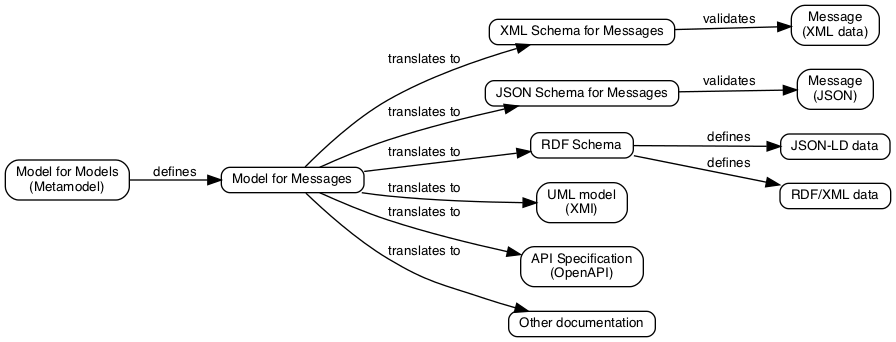 Model for Models
(Metamodel)
defines
Model for Messages
translates to
XML Schema for Messages
validates
Message
(XML data)
translates to
JSON Schema for Messages
validates
Message
(JSON)
translates to
RDF Schema
defines
JSON-LD data
defines
RDF/XML data
translates to
UML model
(XMI)
translates to
API Specification
(OpenAPI)
translates to
Other documentation